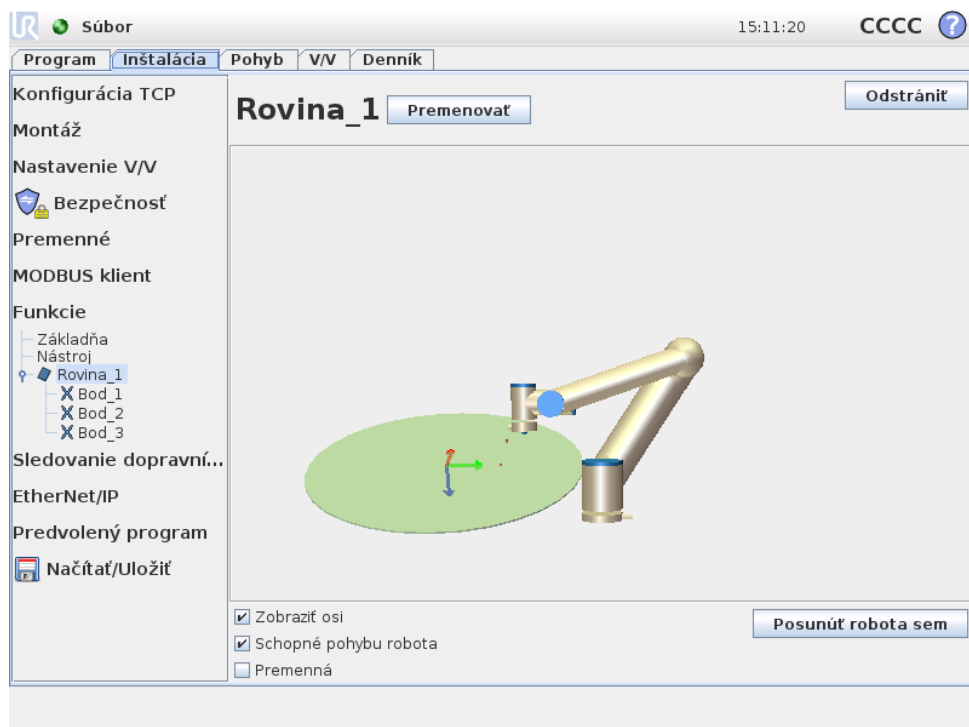 UR Súbor 15:11:20 CCCC ?
Program Inštalácia Pohyb V/V Denník
Konfigurácia TCP
Montáž
Nastavenie V/V
Bezpečnosť
Premenné
MODBUS klient
Funkcie
Základňa
Nástroj
Rovina_1
Bod_1
Bod_2
Bod_3
Sledovanie dopravní...
EtherNet/IP
Predvolený program
Načítať/Uložiť
Rovina_1 Premenovať Odstrániť
Zobraziť osi
Schopné pohybu robota
Premenná
Posunúť robota sem